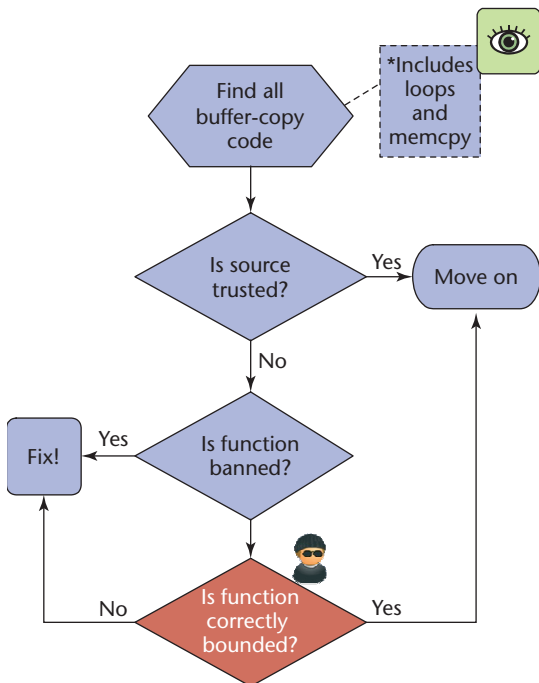 Find all
buffer-copy
code
*Includes
loops
and
memcpy
Is source
trusted?
Yes
Move on
No
Is function
banned?
Yes
Fix!
Is function
correctly
bounded?
No
Yes